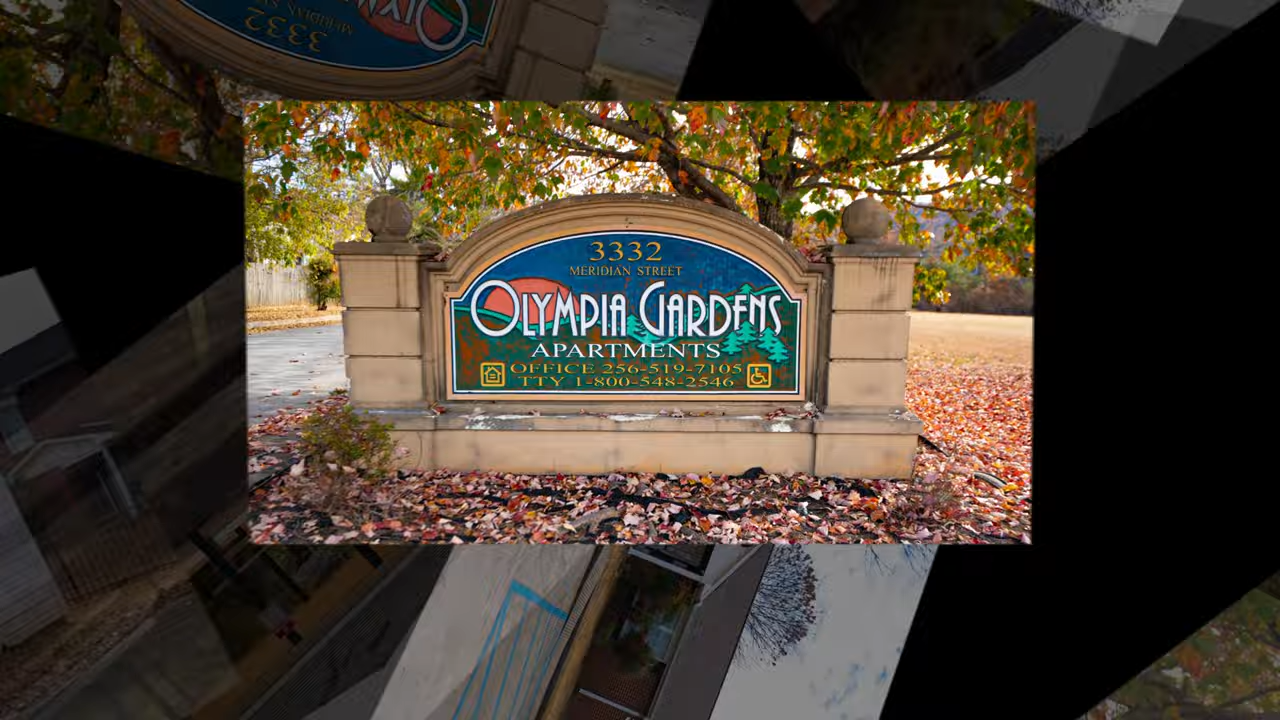 3332
MERIDIAN STREET
OLYMPIA GARDENS
APARTMENTS
OFFICE 256-519-7105
TTY 1-800-548-2546